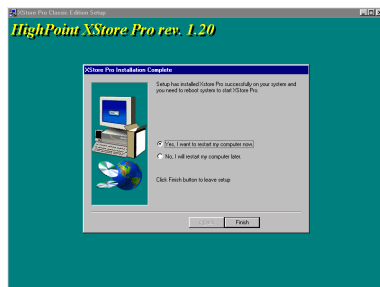 XStore Pro Classic Edition Setup
HighPoint XStore Pro rev. 1.20
XStore Pro Installation Complete
Setup has installed Xstore Pro successfully on your system and
you need to reboot system to start XStore Pro.
Yes, I want to restart my computer now.
No, I will restart my computer later.
Click Finish button to leave setup.
< Back
Finish